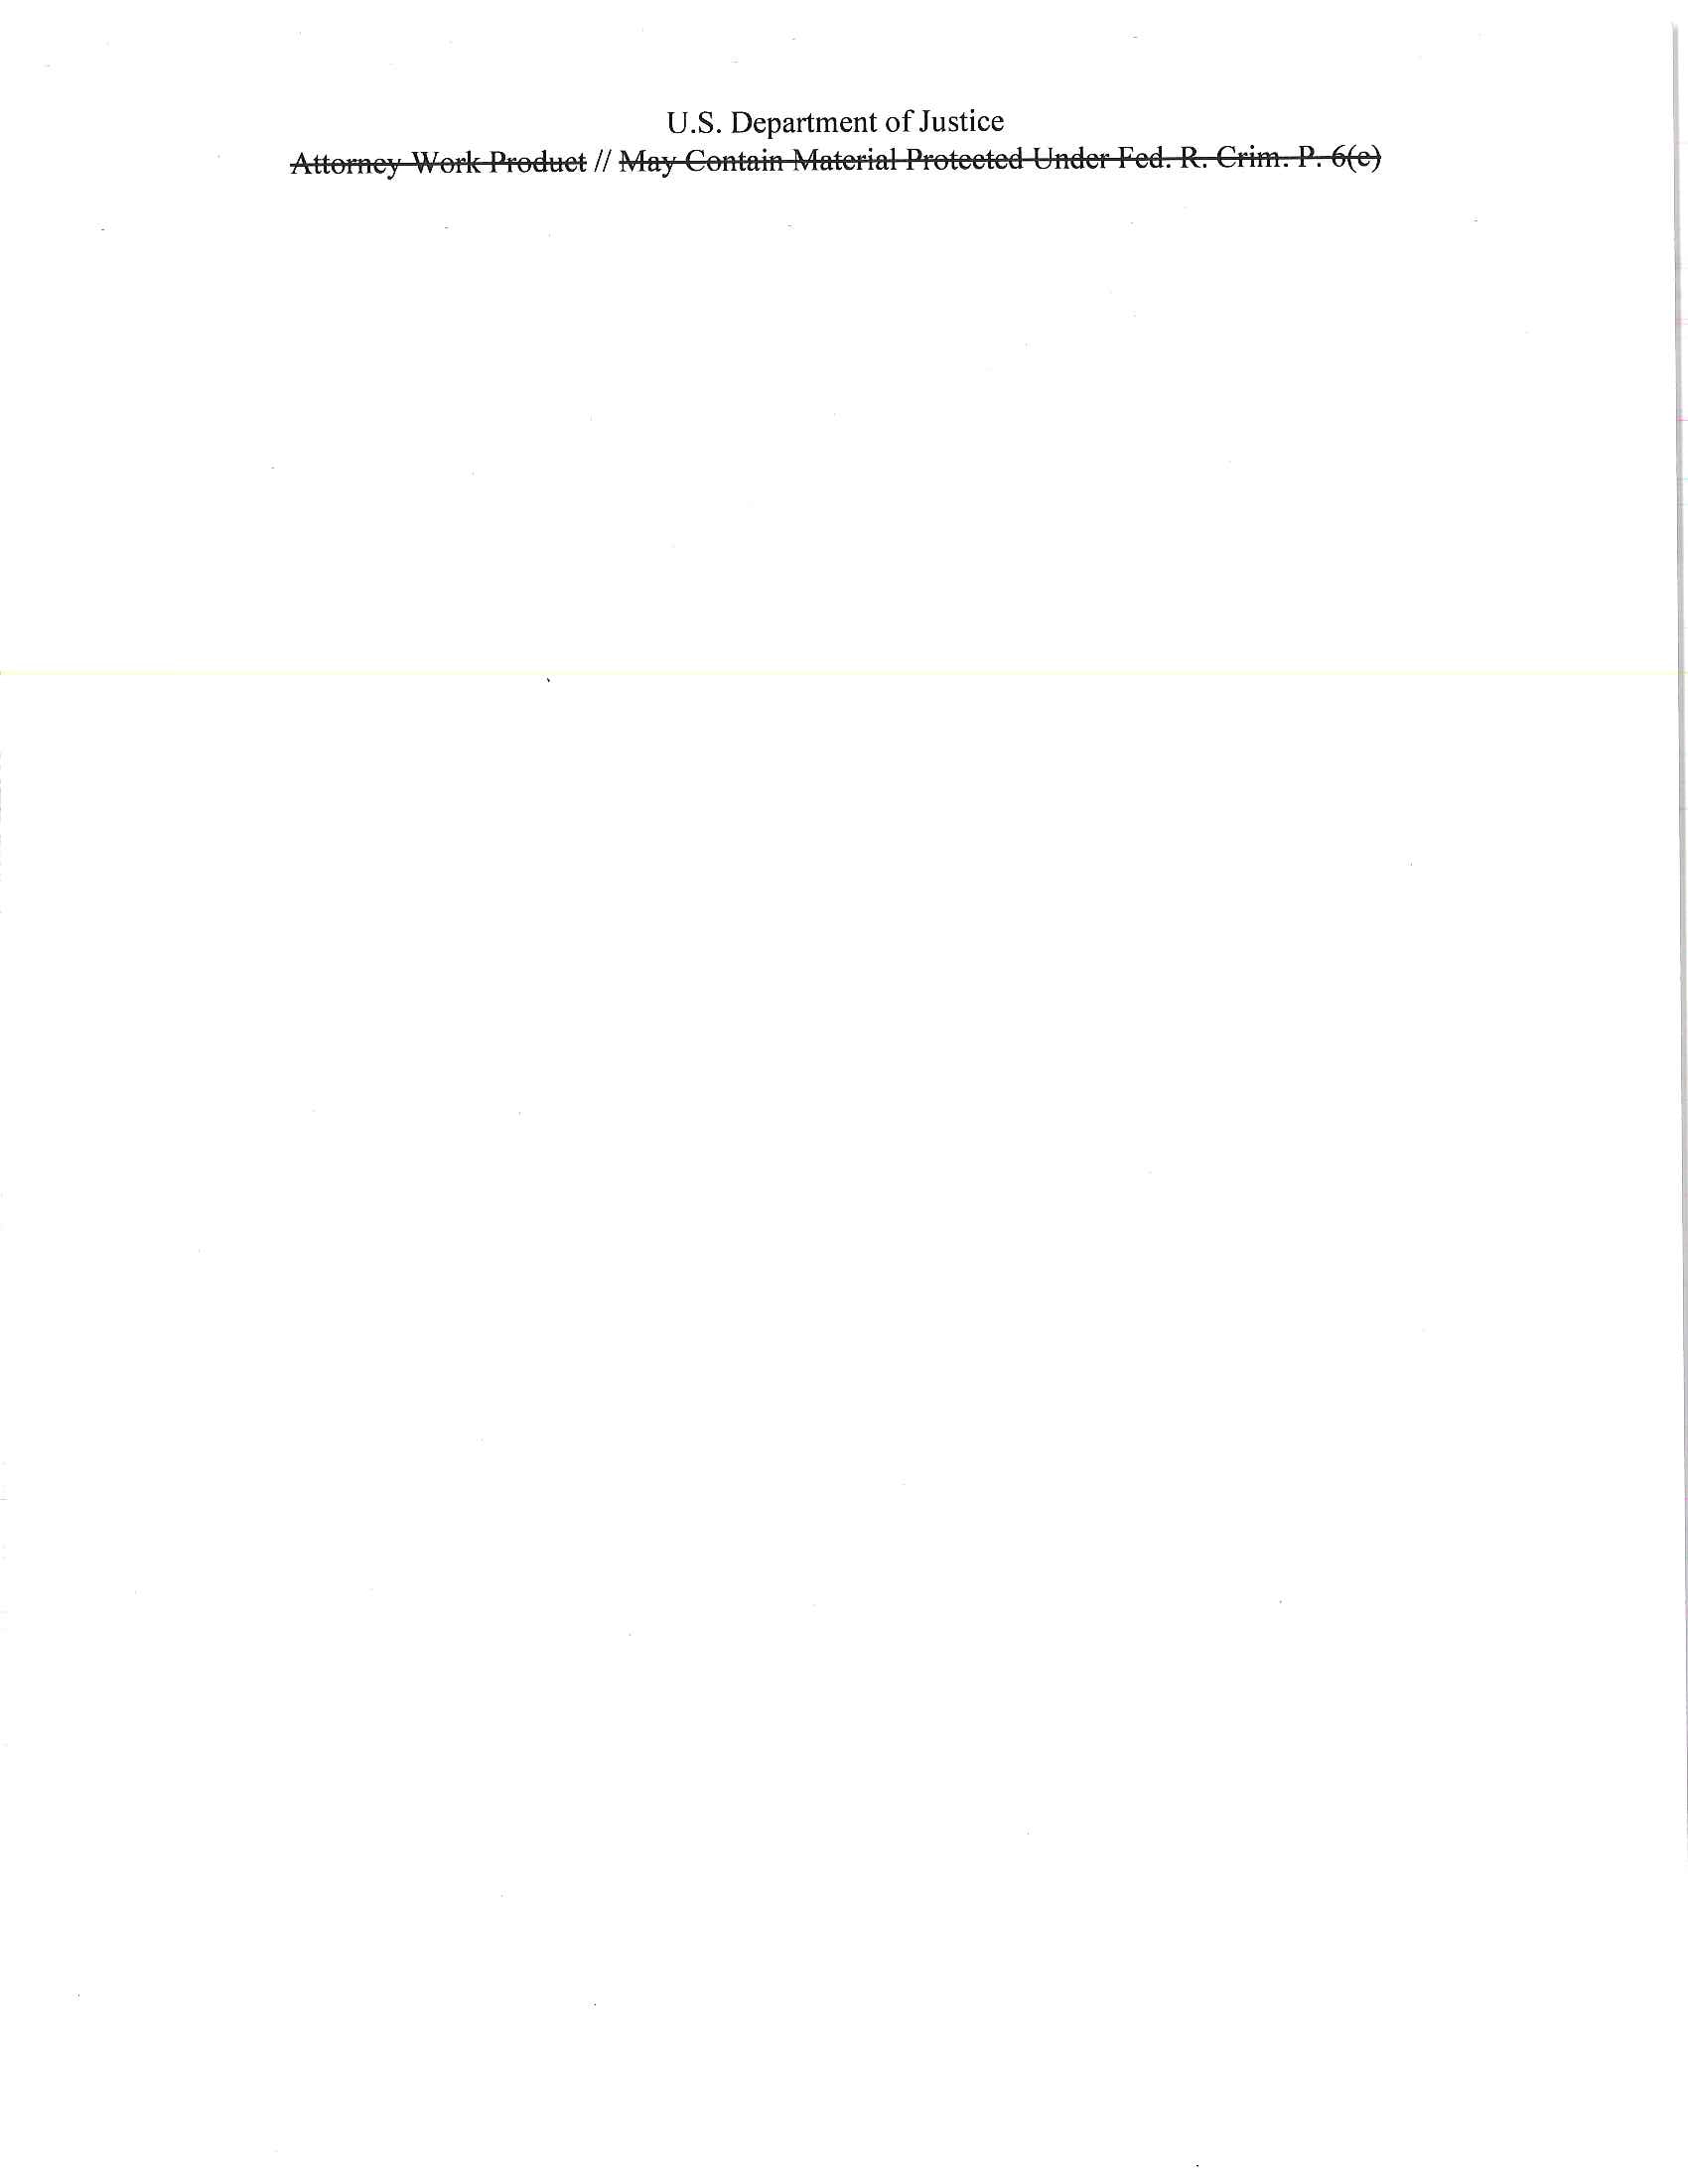 U.S. Department of Justice
Attorney Work Product // May Contain Material Protected Under Fed. R. Crim. P. 6(e)